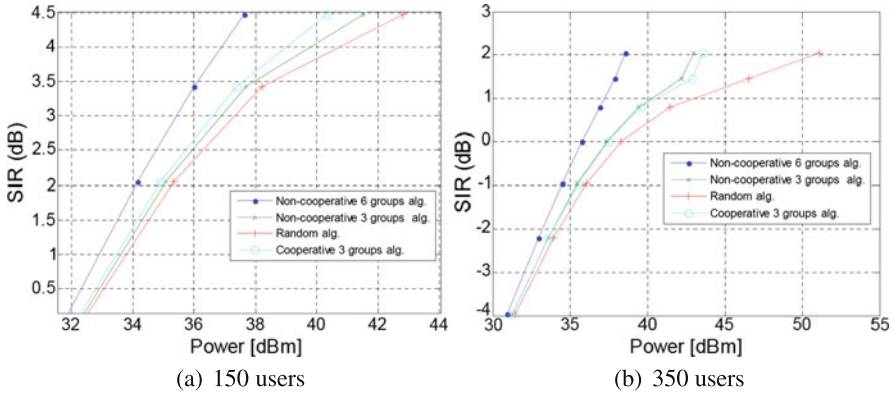 4.5
4
3.5
3
2.5
2
1.5
1
0.5
SIR (dB)
32 34 36 38 40 42 44
Power [dBm]
Non-cooperative 6 groups alg.
Non-cooperative 3 groups alg.
Random alg.
Cooperative 3 groups alg.
(a) 150 users
3
2
1
0
-1
-2
-3
-4
SIR (dB)
30 35 40 45 50 55
Power [dBm]
Non-cooperative 6 groups alg.
Non-cooperative 3 groups alg.
Random alg.
Cooperative 3 groups alg.
(b) 350 users